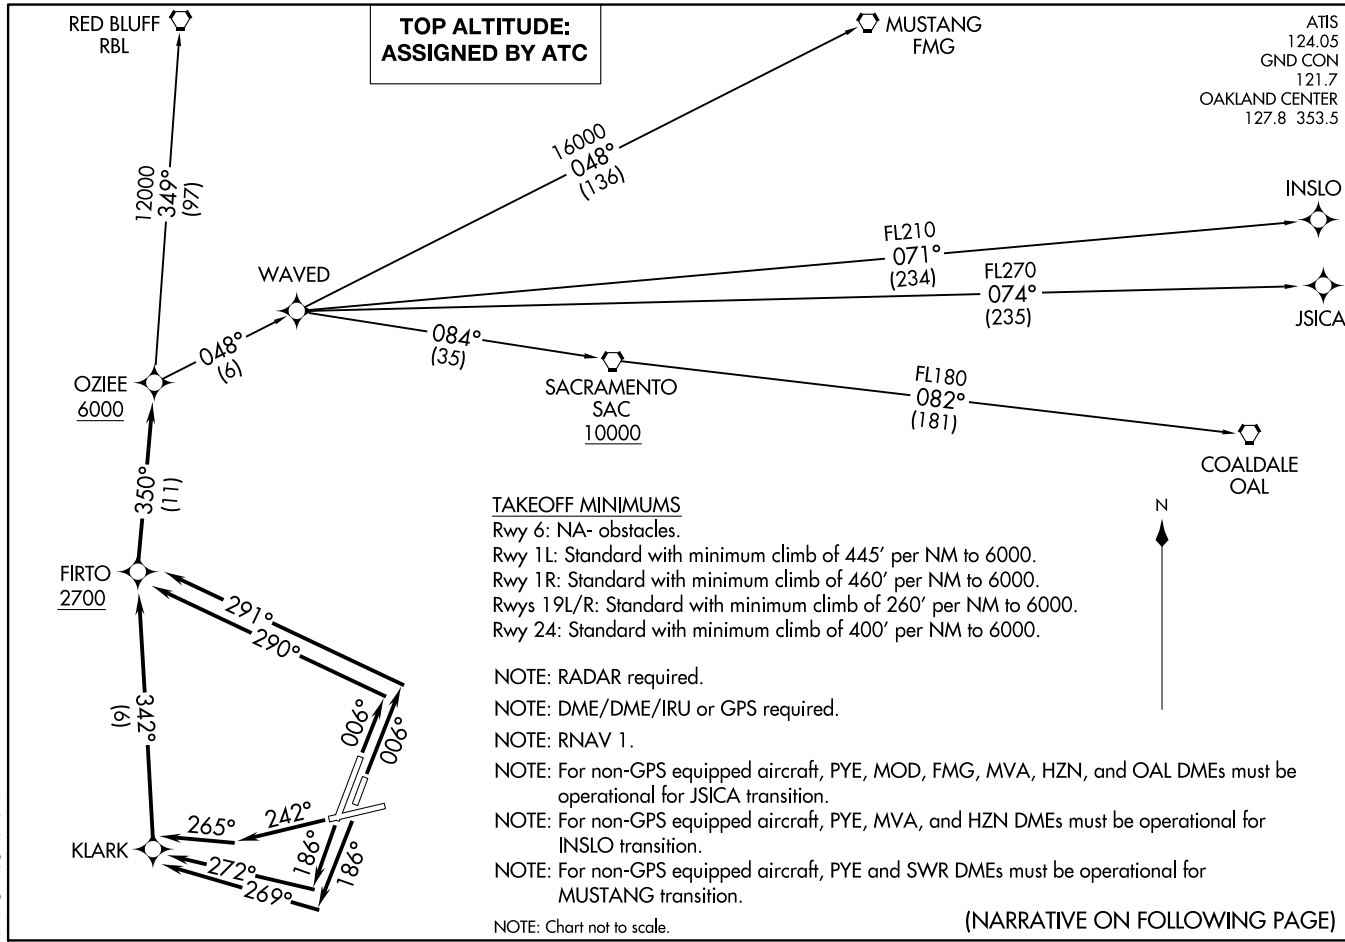 RED BLUFF
RBL
TOP ALTITUDE:
ASSIGNED BY ATC
MUSTANG
FMG
ATIS
124.05
GND CON
121.7
OAKLAND CENTER
127.8 353.5
16000
048°
(136)
12000
349°
(97)
INSLO
FL210
071°
(234)
WAVED
FL270
074°
(235)
JSICA
048°
(6)
084°
(35)
OZIEE
6000
SACRAMENTO
SAC
10000
FL180
082°
(181)
COALDALE
OAL
350°
(11)
N
TAKEOFF MINIMUMS
Rwy 6: NA- obstacles.
Rwy 1L: Standard with minimum climb of 445' per NM to 6000.
Rwy 1R: Standard with minimum climb of 460' per NM to 6000.
Rwys 19L/R: Standard with minimum climb of 260' per NM to 6000.
Rwy 24: Standard with minimum climb of 400' per NM to 6000.
FIRTO
2700
291°
290°
342°
(9)
006°
006°
NOTE: RADAR required.
NOTE: DME/DME/IRU or GPS required.
NOTE: RNAV 1.
NOTE: For non-GPS equipped aircraft, PYE, MOD, FMG, MVA, HZN, and OAL DMEs must be
operational for JSICA transition.
NOTE: For non-GPS equipped aircraft, PYE, MVA, and HZN DMEs must be operational for
INSLO transition.
NOTE: For non-GPS equipped aircraft, PYE and SWR DMEs must be operational for
MUSTANG transition.
NOTE: Chart not to scale.
265°
242°
KLARK
186°
186°
272°
269°
(NARRATIVE ON FOLLOWING PAGE)